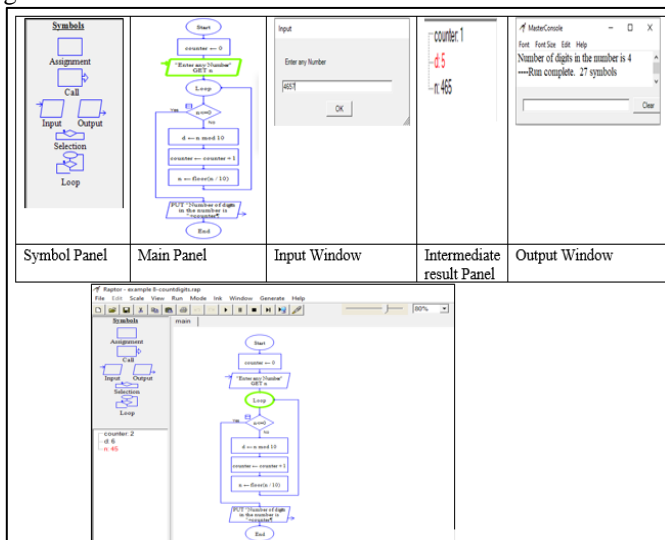 Symbols
Assignment
Call
Input Output
Selection
Loop
Start
counter ← 0
"Enter any Number"
GET n
Loop
Yes
n<=0
No
d ← n mod 10
counter ← counter + 1
n ← floor(n / 10)
PUT "Number of digits
in the number is
"+counter¶
End
Input
Enter any Number
4657
OK
counter: 1
d: 5
n: 465
MasterConsole
Font Font Size Edit Help
Number of digits in the number is 4
----Run complete. 27 symbols
Clear
Symbol Panel
Main Panel
Input Window
Intermediate
result Panel
Output Window
Raptor - example 8-countdigits.rap
File Edit Scale View Run Mode Ink Window Generate Help
80%
Symbols
main
Assignment
Call
Input Output
Selection
Loop
counter: 2
d: 6
n:
Start
counter ← 0
"Enter any Number"
GET n
Loop
Yes
n<=0
No
d ← n mod 10
counter ← counter + 1
n ← floor(n / 10)
PUT "Number of digits
in the number is
"+counter¶
End